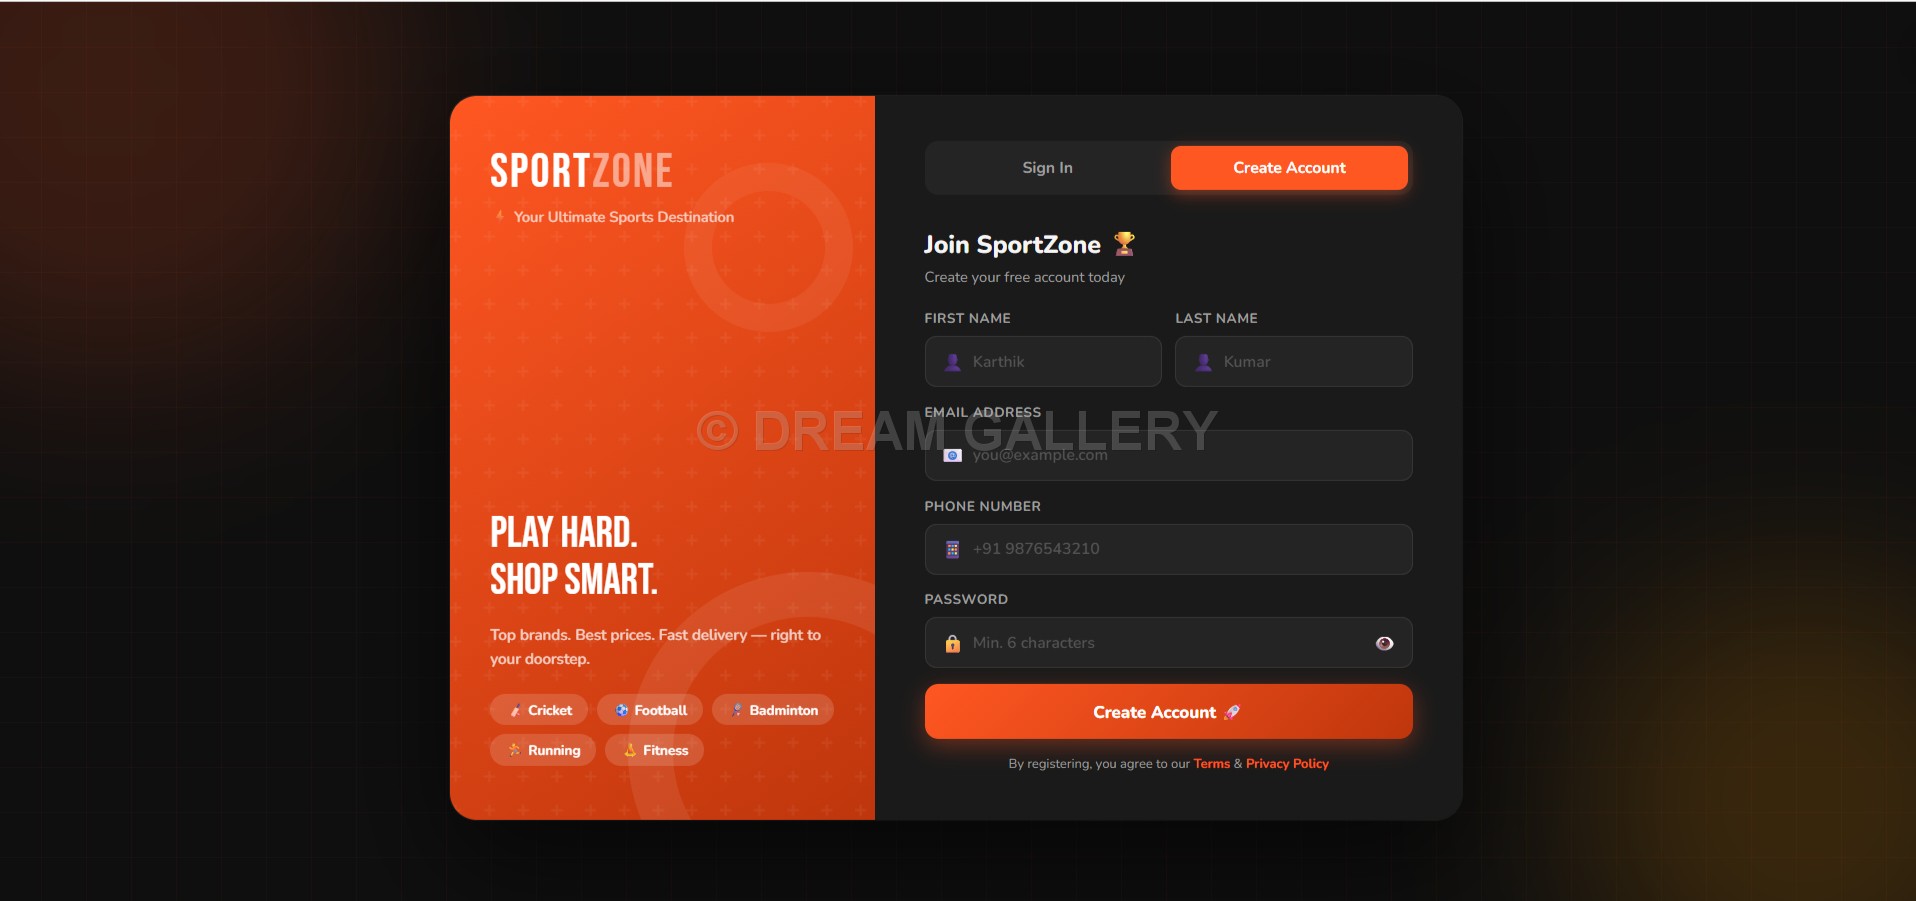 SPORTZONE
Your Ultimate Sports Destination
PLAY HARD.
SHOP SMART.
Top brands. Best prices. Fast delivery — right to
your doorstep.
Cricket
Football
Badminton
Running
Fitness
Sign In
Create Account
Join SportZone
Create your free account today
FIRST NAME
LAST NAME
Karthik
Kumar
EMAIL ADDRESS
you@example.com
PHONE NUMBER
+91 9876543210
PASSWORD
Min. 6 characters
Create Account
By registering, you agree to our Terms & Privacy Policy
© DREAM GALLERY